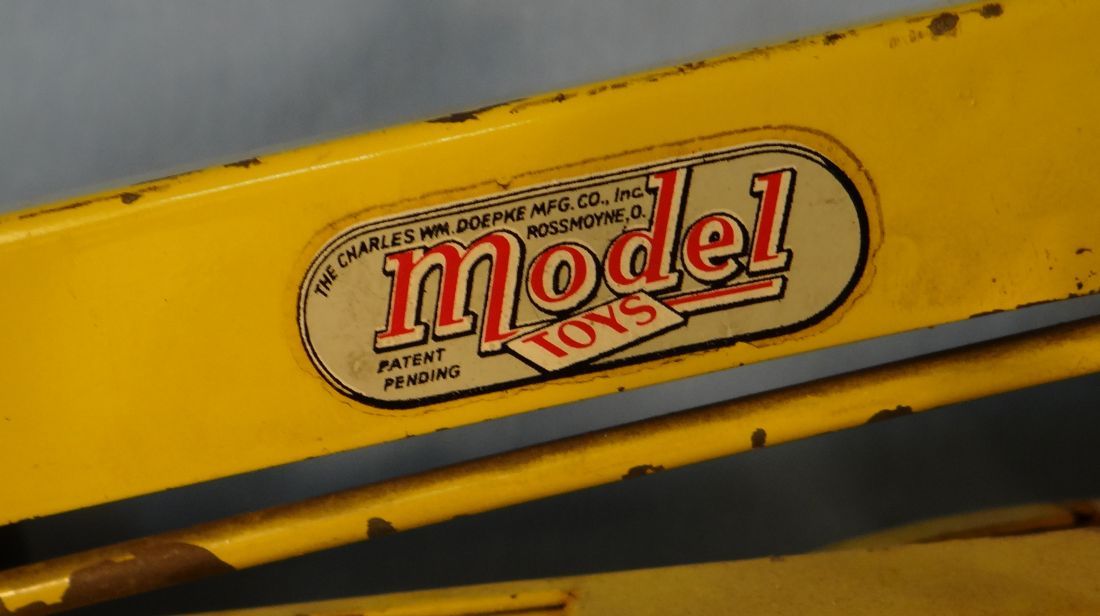 THE CHARLES WM. DOEPKE MFG. CO., Inc.
ROSSMOYNE, O.
model
TOYS
PATENT
PENDING